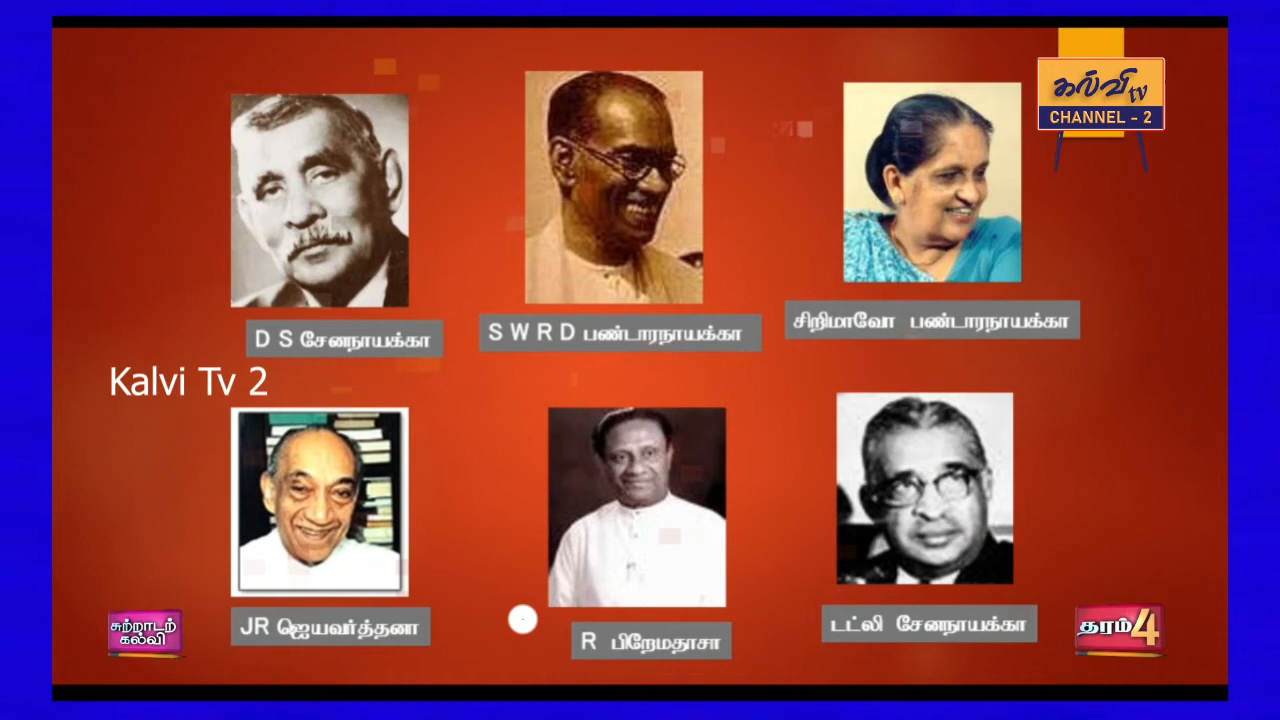 கல்வி tv
CHANNEL - 2
D S சேனநாயக்கா
S W R D பண்டாரநாயக்கா
சிறிமாவோ பண்டாரநாயக்கா
Kalvi Tv 2
JR ஜெயவர்த்தனா
R பிறேமதாசா
டட்லி சேனநாயக்கா
சுற்றாடற்
கல்வி
தரம் 4